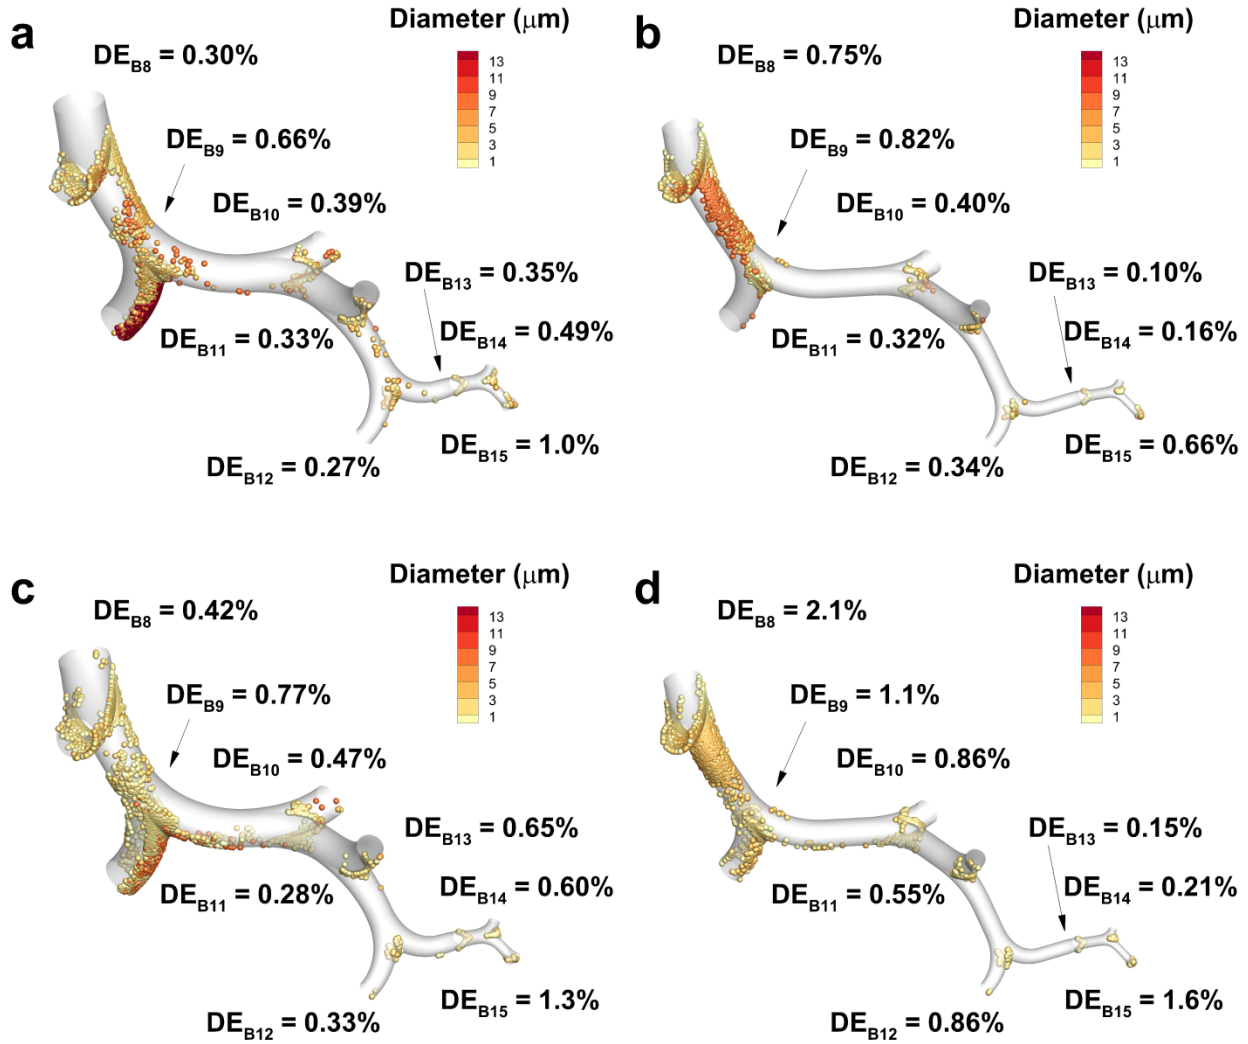 a
Diameter (μm)
DE_B8 = 0.30%
13
11
9
7
5
3
1
DE_B9 = 0.66%
DE_B10 = 0.39%
DE_B13 = 0.35%
DE_B14 = 0.49%
DE_B11 = 0.33%
DE_B15 = 1.0%
DE_B12 = 0.27%
b
Diameter (μm)
DE_B8 = 0.75%
13
11
9
7
5
3
1
DE_B9 = 0.82%
DE_B10 = 0.40%
DE_B13 = 0.10%
DE_B14 = 0.16%
DE_B11 = 0.32%
DE_B15 = 0.66%
DE_B12 = 0.34%
c
Diameter (μm)
DE_B8 = 0.42%
13
11
9
7
5
3
1
DE_B9 = 0.77%
DE_B10 = 0.47%
DE_B13 = 0.65%
DE_B14 = 0.60%
DE_B11 = 0.28%
DE_B15 = 1.3%
DE_B12 = 0.33%
d
Diameter (μm)
DE_B8 = 2.1%
13
11
9
7
5
3
1
DE_B9 = 1.1%
DE_B10 = 0.86%
DE_B13 = 0.15%
DE_B14 = 0.21%
DE_B11 = 0.55%
DE_B15 = 1.6%
DE_B12 = 0.86%